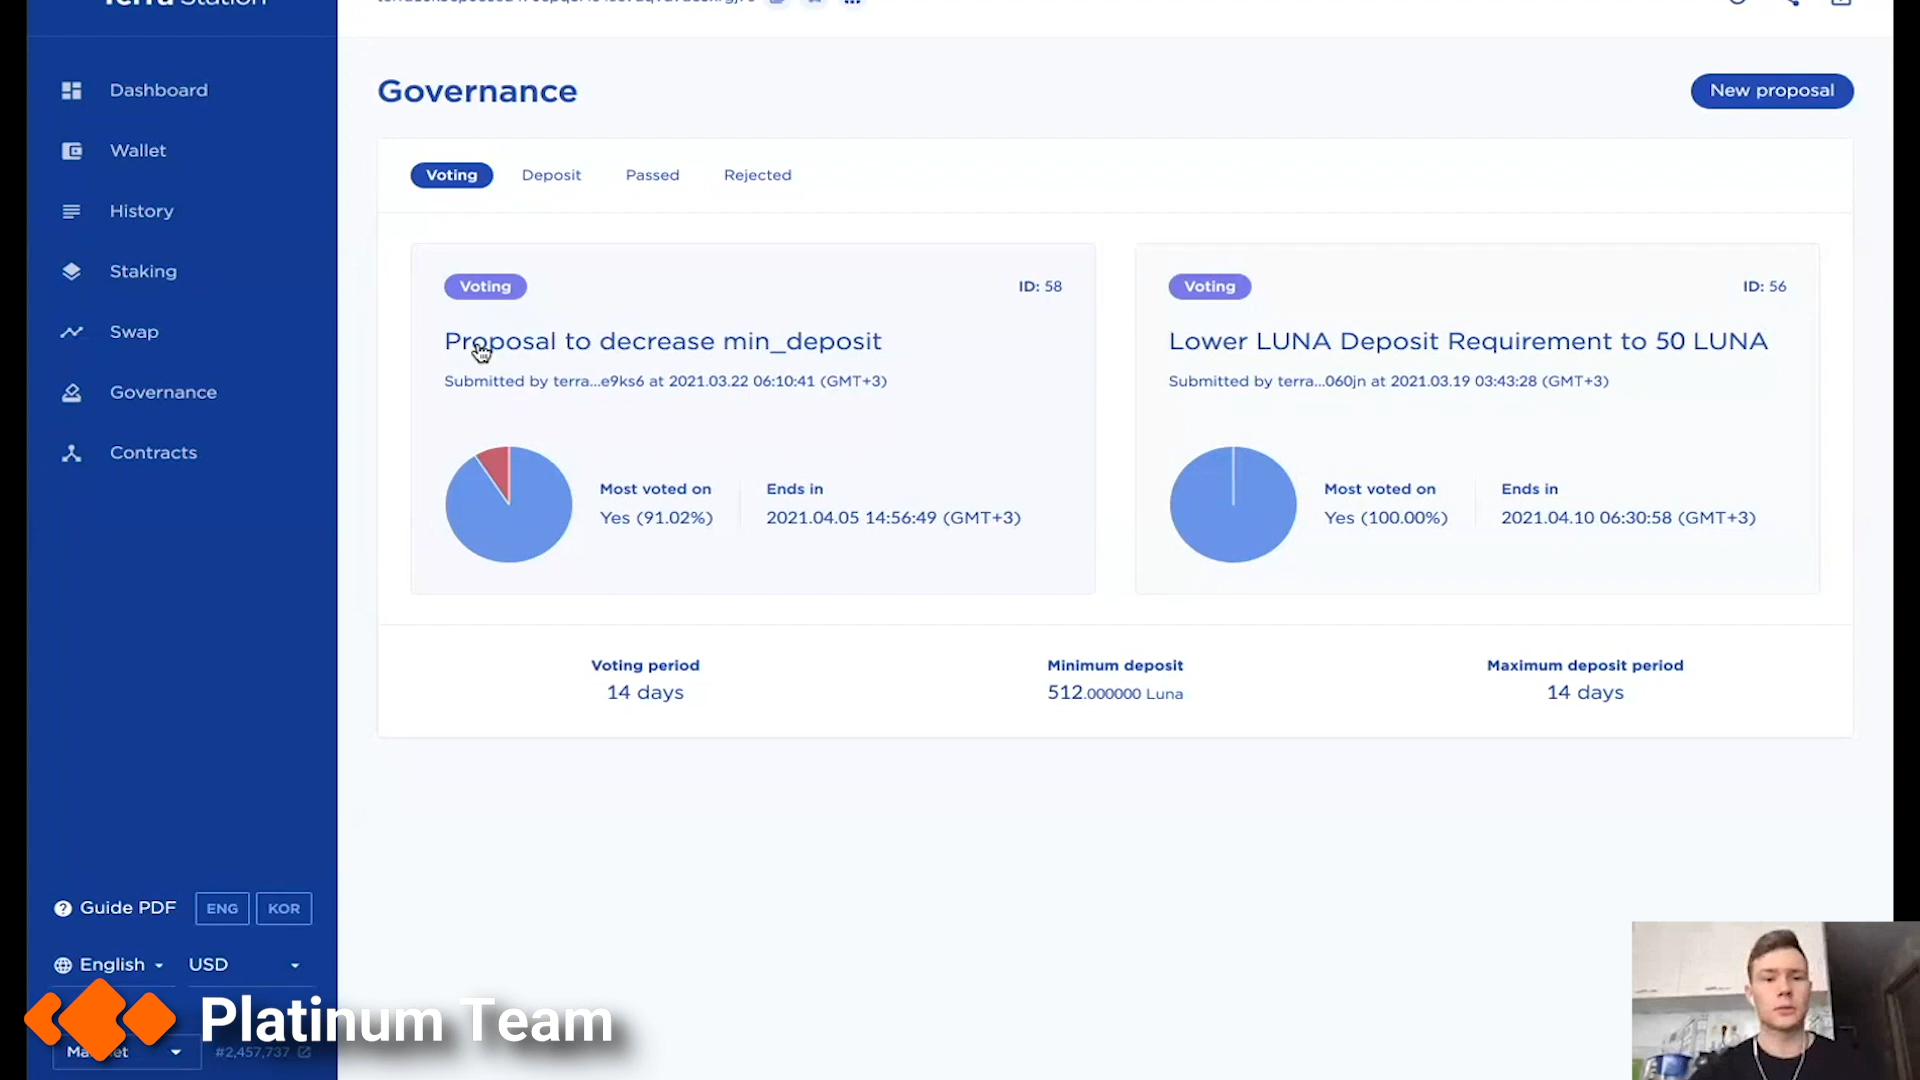 Terra Station
Dashboard
Wallet
History
Staking
Swap
Governance
Contracts
Guide PDF
ENG
KOR
English
USD
#2,457,737
Platinum Team
Governance
New proposal
Voting
Deposit
Passed
Rejected
Voting
ID: 58
Proposal to decrease min_deposit
Submitted by terra...e9ks6 at 2021.03.22 06:10:41 (GMT+3)
Most voted on
Yes (91.02%)
Ends in
2021.04.05 14:56:49 (GMT+3)
Voting
ID: 56
Lower LUNA Deposit Requirement to 50 LUNA
Submitted by terra...060jn at 2021.03.19 03:43:28 (GMT+3)
Most voted on
Yes (100.00%)
Ends in
2021.04.10 06:30:58 (GMT+3)
Voting period
14 days
Minimum deposit
512.000000 Luna
Maximum deposit period
14 days